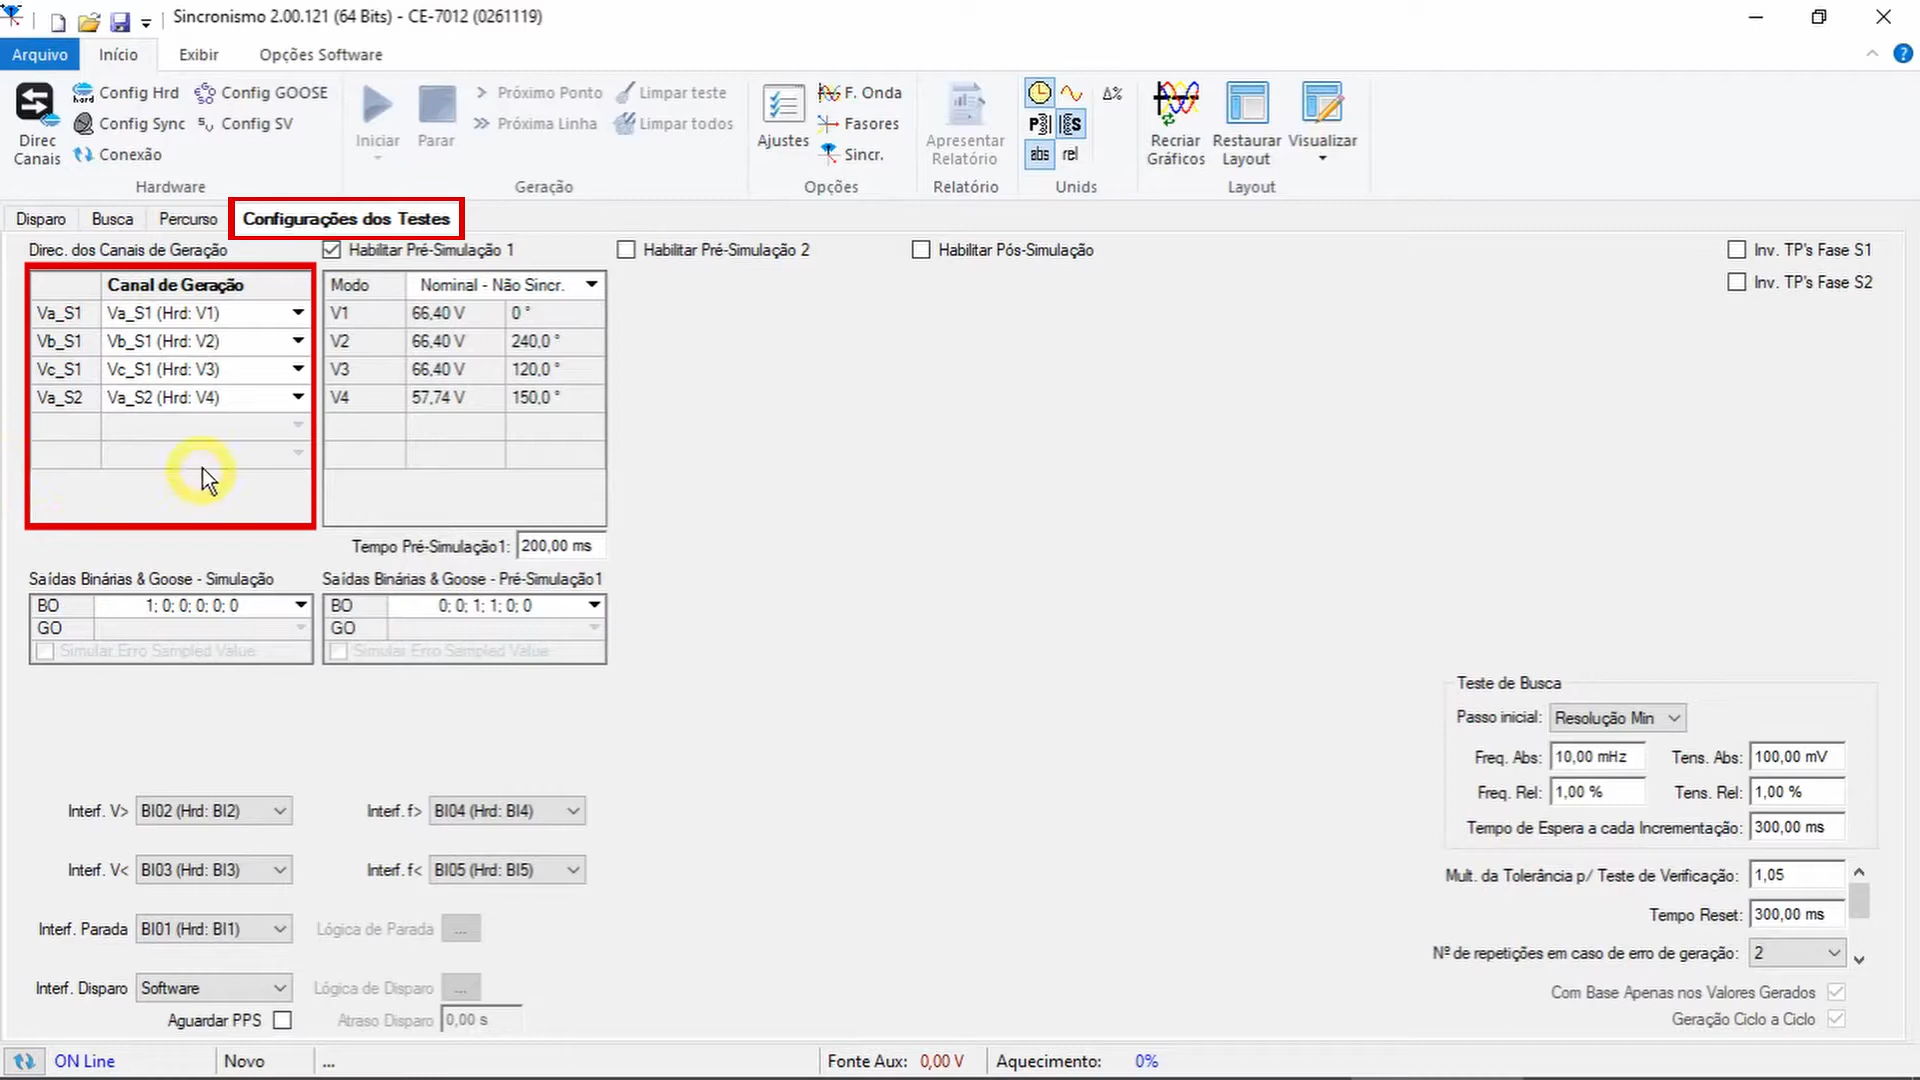 Sincronismo 2.00.121 (64 Bits) - CE-7012 (0261119)
Arquivo Início Exibir Opções Software
Direc Canais
Config Hrd Config GOOSE
Config Sync Config SV
Conexão
Hardware
Iniciar Parar
Próximo Ponto Limpar teste
Próxima Linha Limpar todos
Geração
Ajustes
F. Onda
Fasores
Sincr.
Opções
Apresentar Relatório
Relatório
abs rel
Unids
Recriar Gráficos
Restaurar Layout
Visualizar
Layout
Disparo Busca Percurso Configurações dos Testes
Direc. dos Canais de Geração Habilitar Pré-Simulação 1 Habilitar Pré-Simulação 2 Habilitar Pós-Simulação Inv. TP's Fase S1
Inv. TP's Fase S2
Canal de Geração Modo Nominal - Não Sincr.
Va_S1 Va_S1 (Hrd: V1) V1 66,40 V 0 °
Vb_S1 Vb_S1 (Hrd: V2) V2 66,40 V 240,0 °
Vc_S1 Vc_S1 (Hrd: V3) V3 66,40 V 120,0 °
Va_S2 Va_S2 (Hrd: V4) V4 57,74 V 150,0 °
Tempo Pré-Simulação1: 200,00 ms
Saídas Binárias & Goose - Simulação Saídas Binárias & Goose - Pré-Simulação1
BO 1; 0; 0; 0; 0; 0 BO 0; 0; 1; 1; 0; 0
GO GO
Simular Erro Sampled Value Simular Erro Sampled Value
Teste de Busca
Passo inicial: Resolução Min
Freq. Abs: 10,00 mHz Tens. Abs: 100,00 mV
Freq. Rel: 1,00 % Tens. Rel: 1,00 %
Tempo de Espera a cada Incrementação: 300,00 ms
Interf. V> BI02 (Hrd: BI2) Interf. f> BI04 (Hrd: BI4)
Interf. V< BI03 (Hrd: BI3) Interf. f< BI05 (Hrd: BI5)
Mult. da Tolerância p/ Teste de Verificação: 1,05
Tempo Reset: 300,00 ms
Interf. Parada BI01 (Hrd: BI1) Lógica de Parada ...
Nº de repetições em caso de erro de geração: 2
Interf. Disparo Software Lógica de Disparo ...
Com Base Apenas nos Valores Gerados
Aguardar PPS Atraso Disparo 0,00 s
Geração Ciclo a Ciclo
ON Line Novo ... Fonte Aux: 0,00 V Aquecimento: 0%